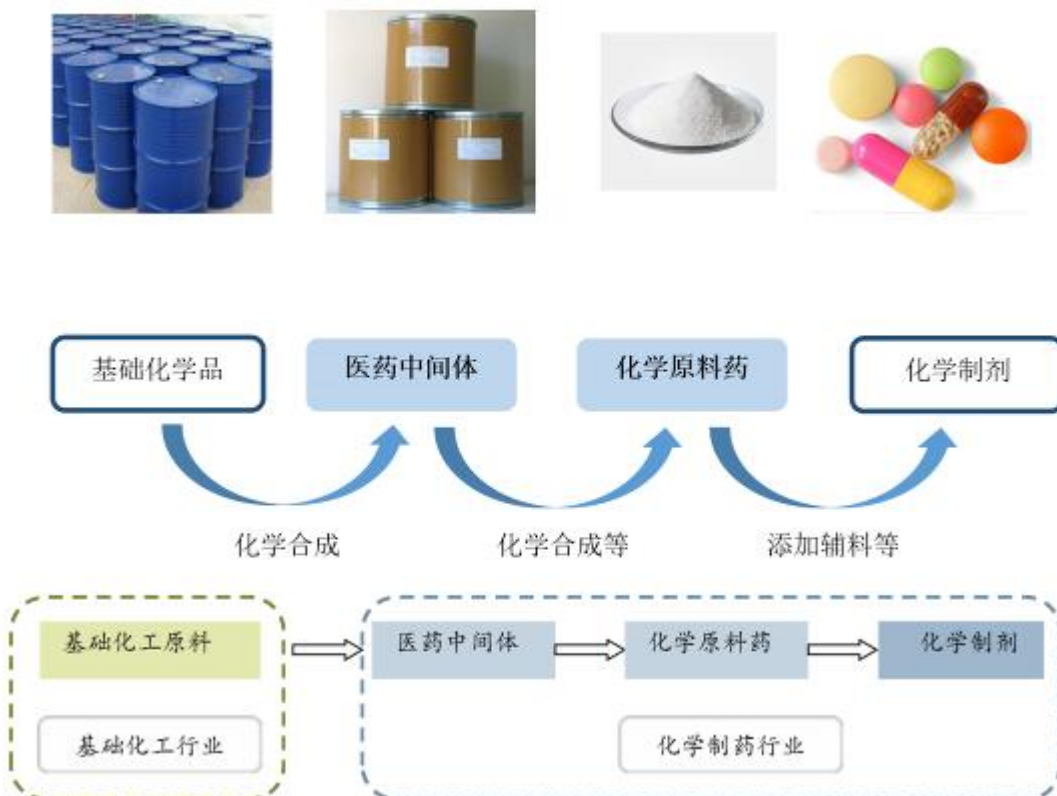 基础化学品
医药中间体
化学原料药
化学制剂
化学合成
化学合成等
添加辅料等
基础化工原料
医药中间体
化学原料药
化学制剂
基础化工行业
化学制药行业